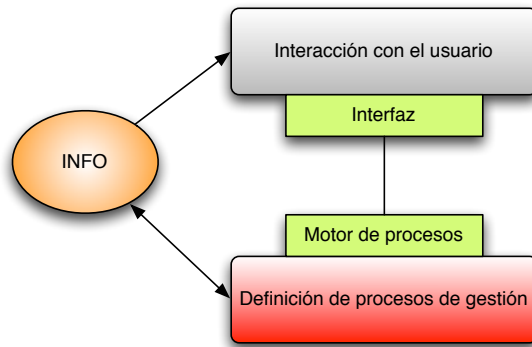 Interacción con el usuario
Interfaz
INFO
Motor de procesos
Definición de procesos de gestión